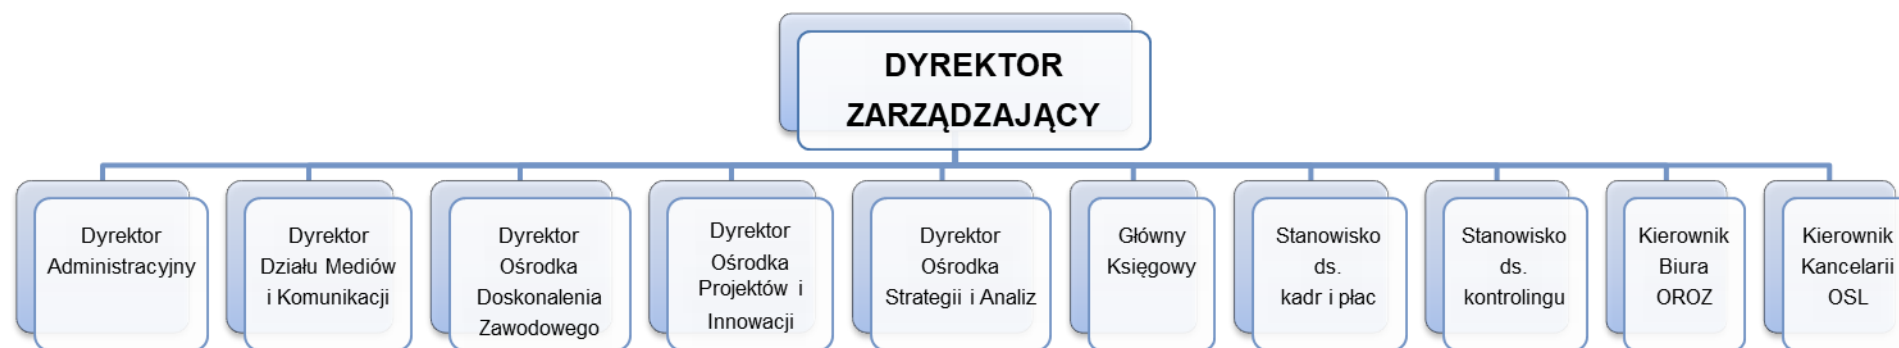 DYREKTOR
ZARZĄDZAJĄCY
Dyrektor
Administracyjny
Dyrektor
Działu Mediów
i Komunikacji
Dyrektor
Ośrodka
Doskonalenia
Zawodowego
Dyrektor
Ośrodka
Projektów i
Innowacji
Dyrektor
Ośrodka
Strategii i Analiz
Główny
Księgowy
Stanowisko
ds.
kadr i płac
Stanowisko
ds.
kontrolingu
Kierownik
Biura
OROZ
Kierownik
Kancelarii
OSL